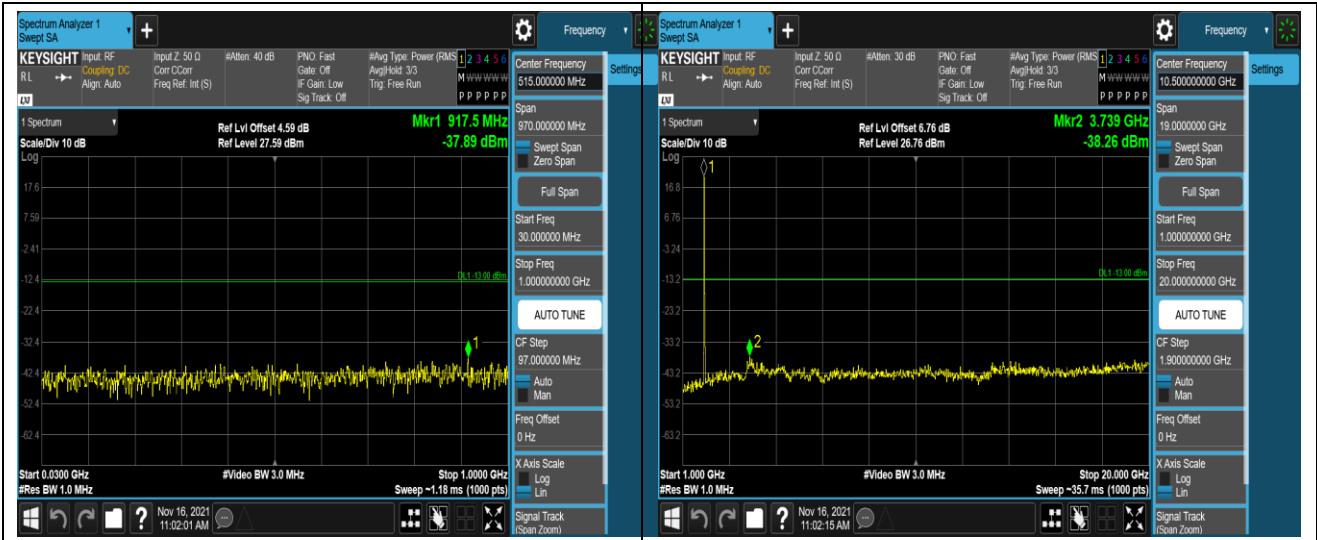 Spectrum Analyzer 1
Swept SA
+
Frequency
KEYSIGHT
Input: RF
Coupling: DC
Align: Auto
Input Z: 50 Ω
Corr CCorr
Freq Ref: Int (S)
#Atten: 40 dB
PNO: Fast
Gate: Off
IF Gain: Low
Sig Track: Off
#Avg Type: Power (RMS
Avg|Hold: 3/3
Trig: Free Run
1 2 3 4 5 6
M W W W W W
P P P P P P
RL
LXI
Center Frequency
515.000000 MHz
Settings
Span
970.000000 MHz
Swept Span
Zero Span
Full Span
Start Freq
30.000000 MHz
Stop Freq
1.000000000 GHz
AUTO TUNE
CF Step
97.000000 MHz
Auto
Man
Freq Offset
0 Hz
X Axis Scale
Log
Lin
Signal Track
(Span Zoom)
1 Spectrum
Scale/Div 10 dB
Log
Ref Lvl Offset 4.59 dB
Ref Level 27.59 dBm
Mkr1 917.5 MHz
-37.89 dBm
17.6
7.59
-2.41
-12.4
-22.4
-32.4
-42.4
-52.4
-62.4
DL1 -13.00 dBm
1
Start 0.0300 GHz
#Res BW 1.0 MHz
#Video BW 3.0 MHz
Stop 1.0000 GHz
Sweep ~1.18 ms (1000 pts)
?
Nov 16, 2021
11:02:01 AM
Spectrum Analyzer 1
Swept SA
+
Frequency
KEYSIGHT
Input: RF
Coupling: DC
Align: Auto
Input Z: 50 Ω
Corr CCorr
Freq Ref: Int (S)
#Atten: 30 dB
PNO: Fast
Gate: Off
IF Gain: Low
Sig Track: Off
#Avg Type: Power (RMS
Avg|Hold: 3/3
Trig: Free Run
1 2 3 4 5 6
M W W W W W
P P P P P P
RL
LXI
Center Frequency
10.500000000 GHz
Settings
Span
19.0000000 GHz
Swept Span
Zero Span
Full Span
Start Freq
1.000000000 GHz
Stop Freq
20.000000000 GHz
AUTO TUNE
CF Step
1.900000000 GHz
Auto
Man
Freq Offset
0 Hz
X Axis Scale
Log
Lin
Signal Track
(Span Zoom)
1 Spectrum
Scale/Div 10 dB
Log
Ref Lvl Offset 6.76 dB
Ref Level 26.76 dBm
Mkr2 3.739 GHz
-38.26 dBm
16.8
6.76
-3.24
-13.2
-23.2
-33.2
-43.2
-53.2
-63.2
DL1 -13.00 dBm
1
2
Start 1.000 GHz
#Res BW 1.0 MHz
#Video BW 3.0 MHz
Stop 20.000 GHz
Sweep ~35.7 ms (1000 pts)
?
Nov 16, 2021
11:02:15 AM